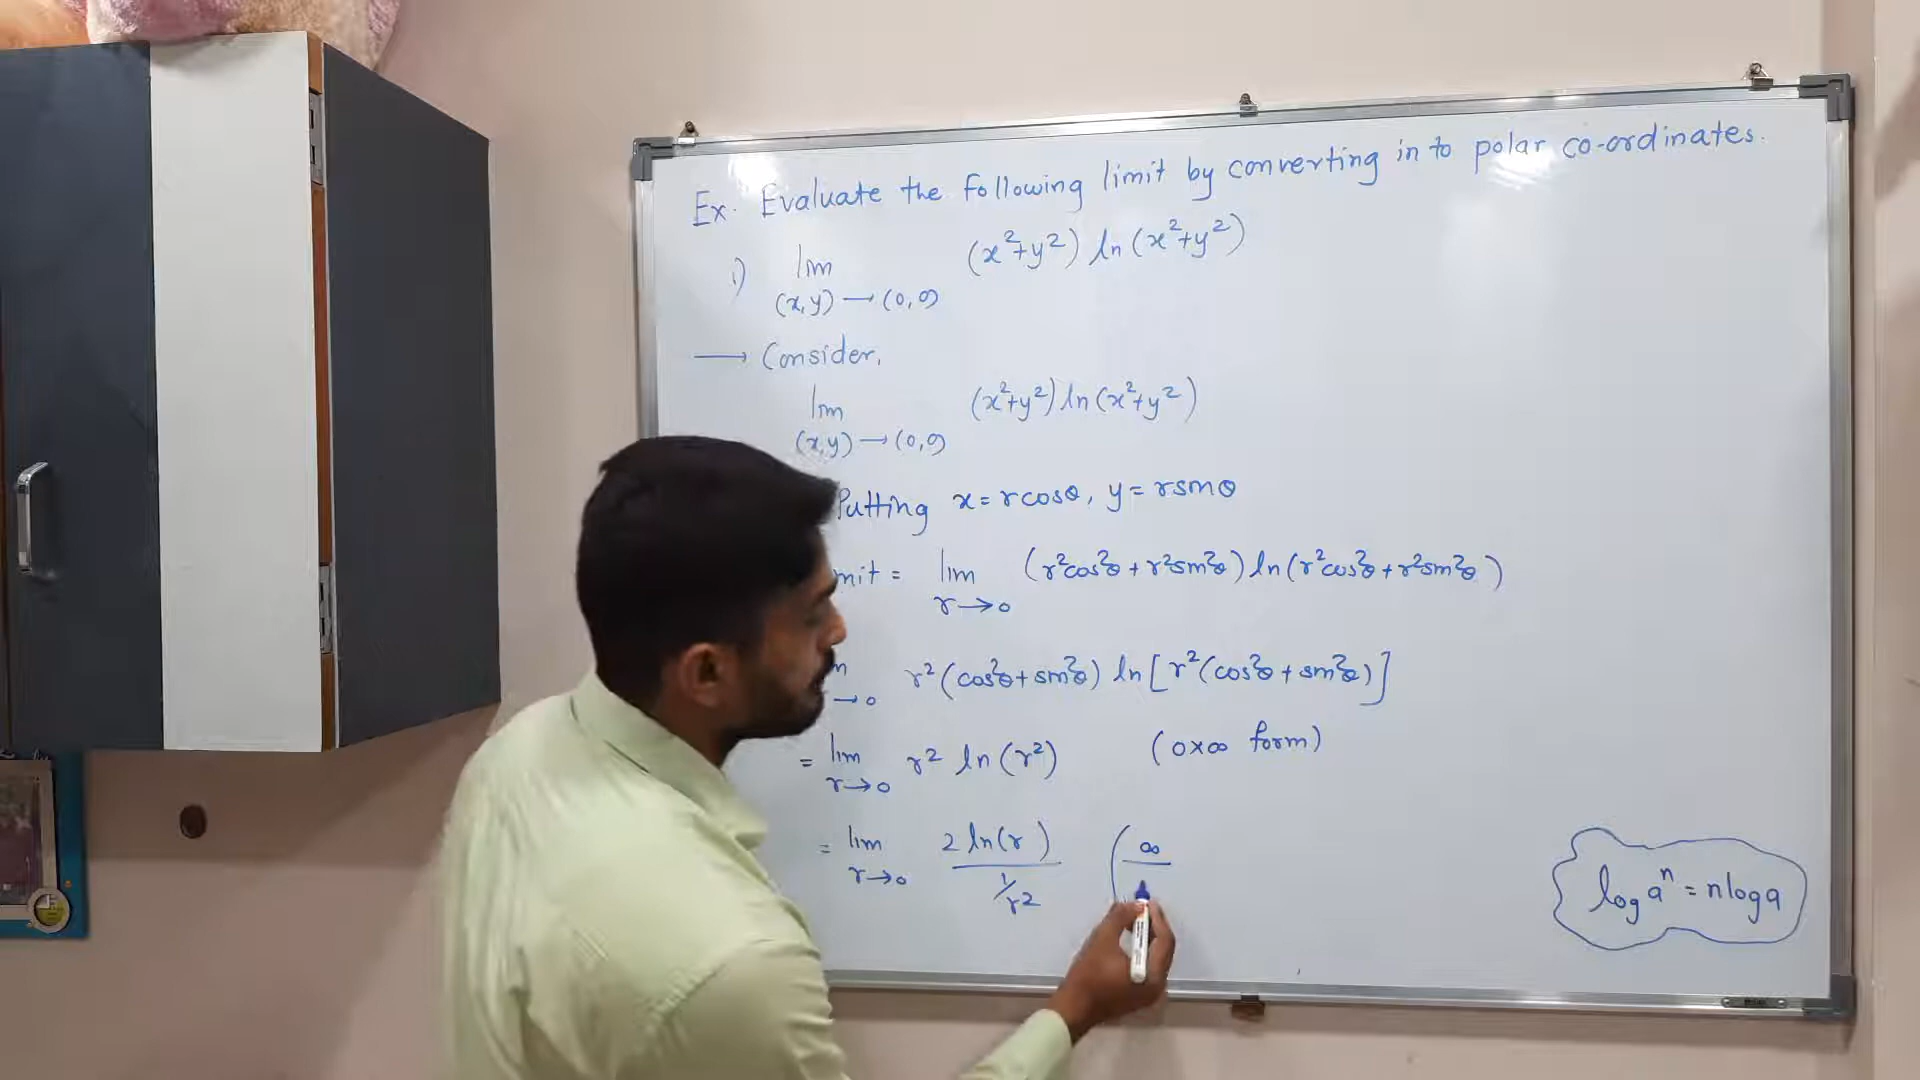 Ex. Evaluate the following limit by converting in to polar co-ordinates.
i) lim (x,y) → (0,0) (x²+y²) ln (x²+y²)
→ Consider,
lim (x,y) → (0,0) (x²+y²) ln (x²+y²)
Putting x = r cosθ, y = r sinθ
mit = lim r→0 (r²cos²θ + r²sin²θ) ln (r²cos²θ + r²sin²θ)
m →0 r² (cos²θ + sin²θ) ln [r² (cos²θ + sin²θ)]
= lim r→0 r² ln (r²) (0×∞ form)
= lim r→0 2 ln(r) / 1/r² ( ∞
log aⁿ = n log a